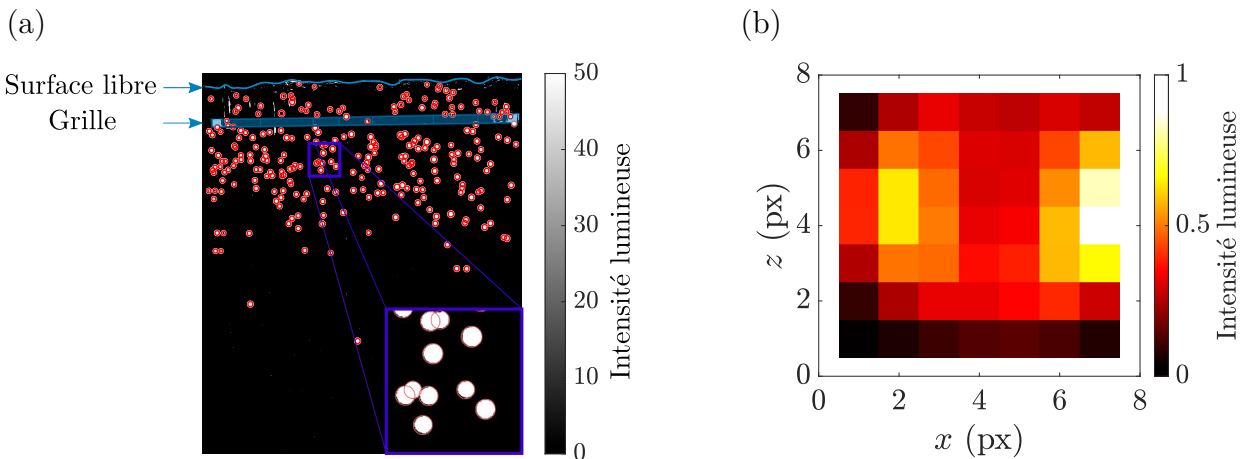 (a)
Surface libre
Grille
50
40
30
20
10
0
Intensité lumineuse
(b)
8
6
4
2
0
z (px)
0 2 4 6 8
x (px)
1
0.5
0
Intensité lumineuse